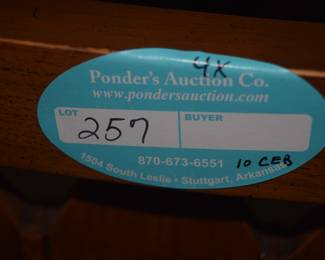 4X
Ponder's Auction Co.
www.pondersauction.com
LOT BUYER
257
870-673-6551 10 CEB
1504 South Leslie • Stuttgart, Arkansas